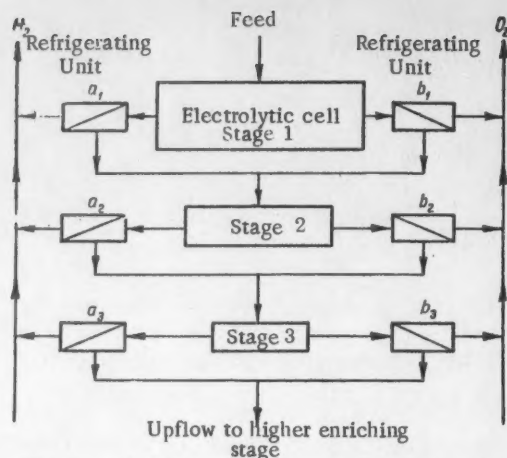 H₂
Feed
O₂
Refrigerating
Unit
Refrigerating
Unit
a₁
Electrolytic cell
Stage 1
b₁
a₂
Stage 2
b₂
a₃
Stage 3
b₃
Upflow to higher enriching
stage